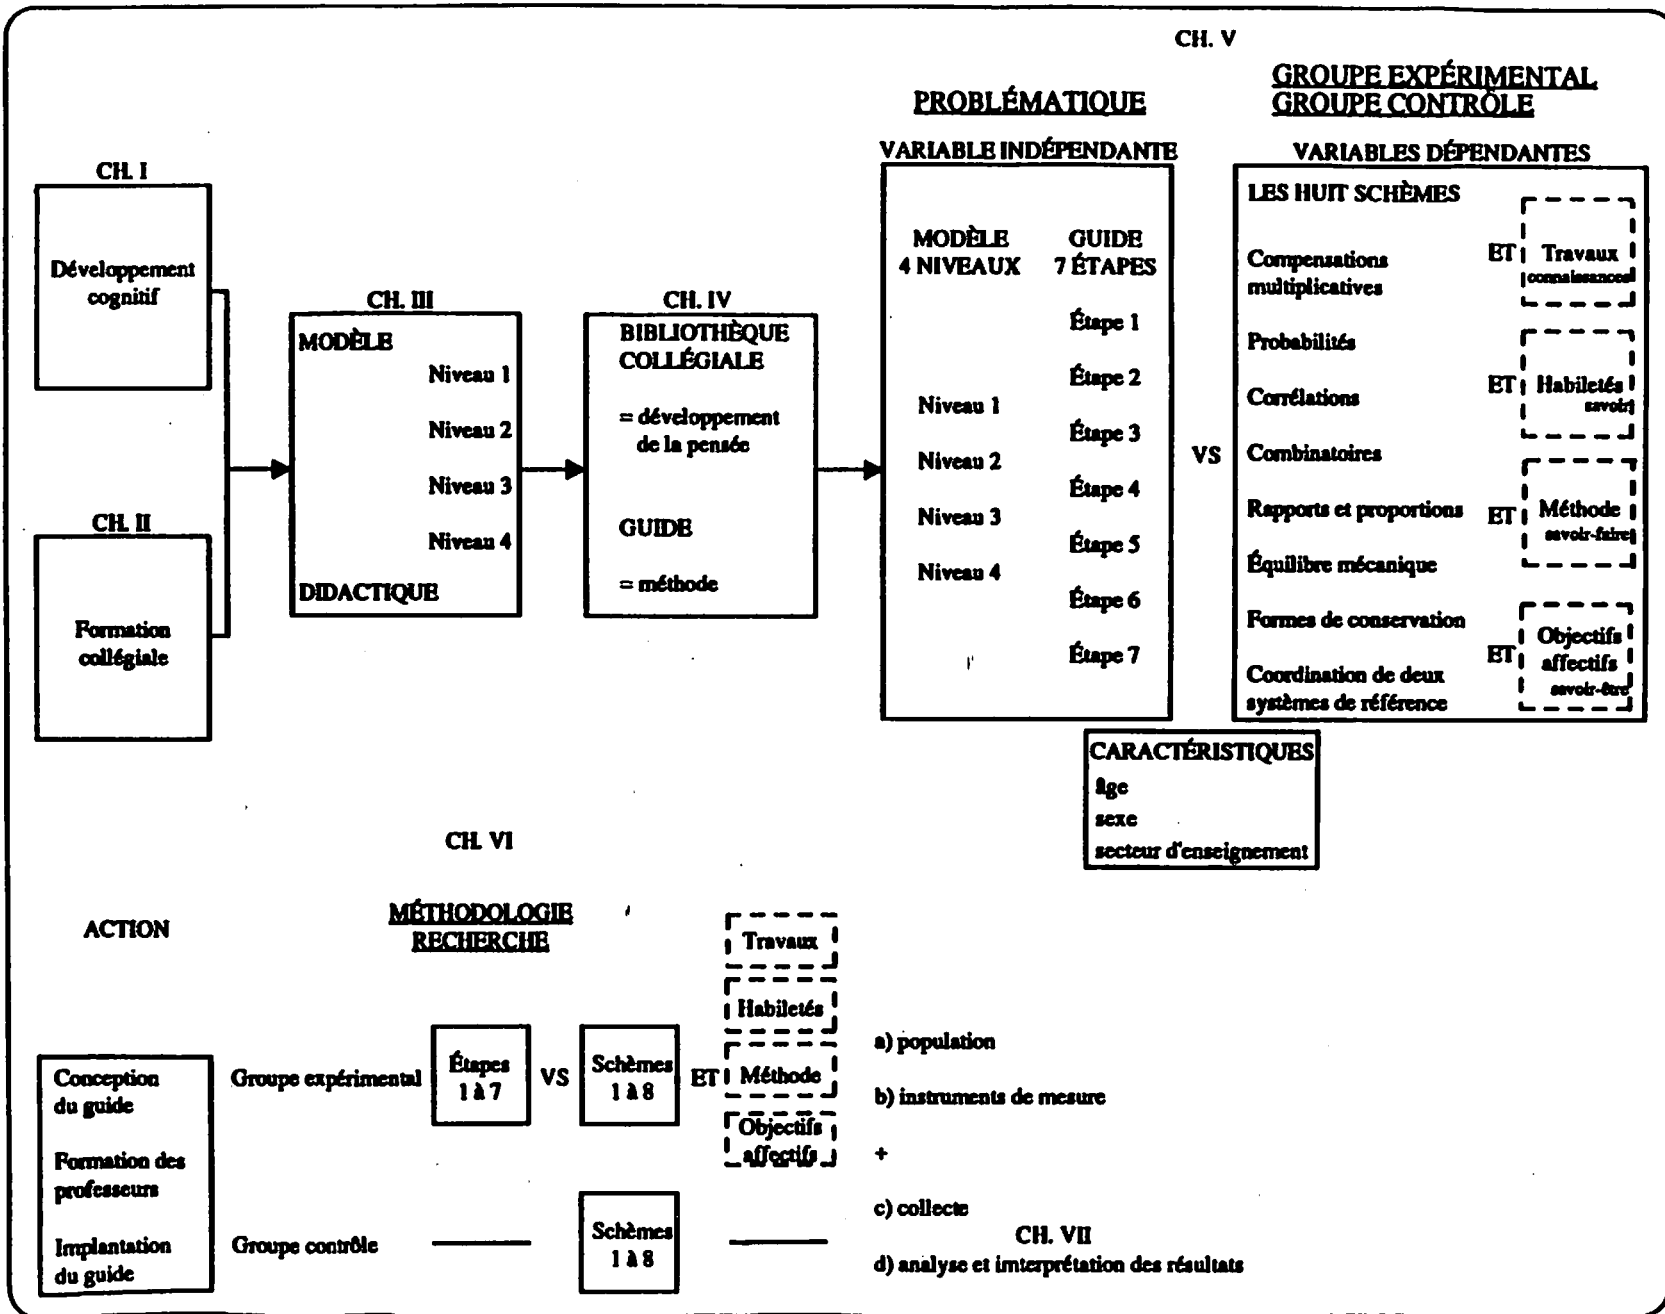 CH. V
PROBLÉMATIQUE
GROUPE EXPÉRIMENTAL
GROUPE CONTRÔLE
VARIABLE INDÉPENDANTE
VARIABLES DÉPENDANTES
CH. I
Développement
cognitif
CH. II
Formation
collégiale
CH. III
MODÈLE
Niveau 1
Niveau 2
Niveau 3
Niveau 4
DIDACTIQUE
CH. IV
BIBLIOTHÈQUE
COLLÉGIALE
= développement
de la pensée
GUIDE
= méthode
MODÈLE
4 NIVEAUX
Niveau 1
Niveau 2
Niveau 3
Niveau 4
GUIDE
7 ÉTAPES
Étape 1
Étape 2
Étape 3
Étape 4
Étape 5
Étape 6
Étape 7
VS
LES HUIT SCHÈMES
Compensations
multiplicatives
Probabilités
Corrélations
Combinatoires
Rapports et proportions
Équilibre mécanique
Formes de conservation
Coordination de deux
systèmes de référence
ET
Travaux
connaissances
ET
Habiletés
savoir
ET
Méthode
savoir-faire
ET
Objectifs
affectifs
savoir-être
CARACTÉRISTIQUES
âge
sexe
secteur d'enseignement
CH. VI
ACTION
MÉTHODOLOGIE
RECHERCHE
Conception
du guide
Formation des
professeurs
Implantation
du guide
Groupe expérimental
Étapes
1 à 7
VS
Schèmes
1 à 8
ET
Travaux
Habiletés
Méthode
Objectifs
affectifs
Groupe contrôle
Schèmes
1 à 8
a) population
b) instruments de mesure
+
c) collecte
CH. VII
d) analyse et imterprétation des résultats